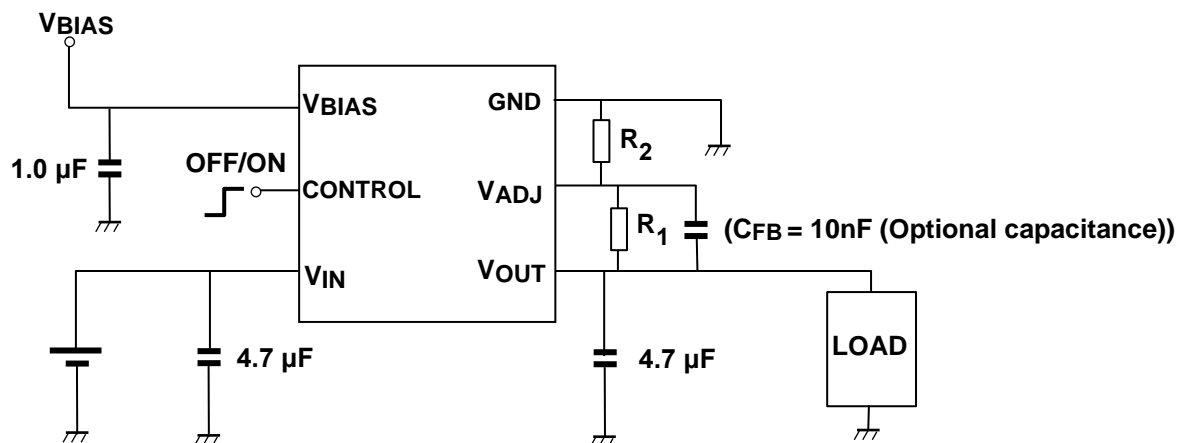 VBIAS
VBIAS
GND
R2
1.0 µF
OFF/ON
CONTROL
VADJ
R1
(CFB = 10nF (Optional capacitance))
VIN
VOUT
4.7 µF
4.7 µF
LOAD